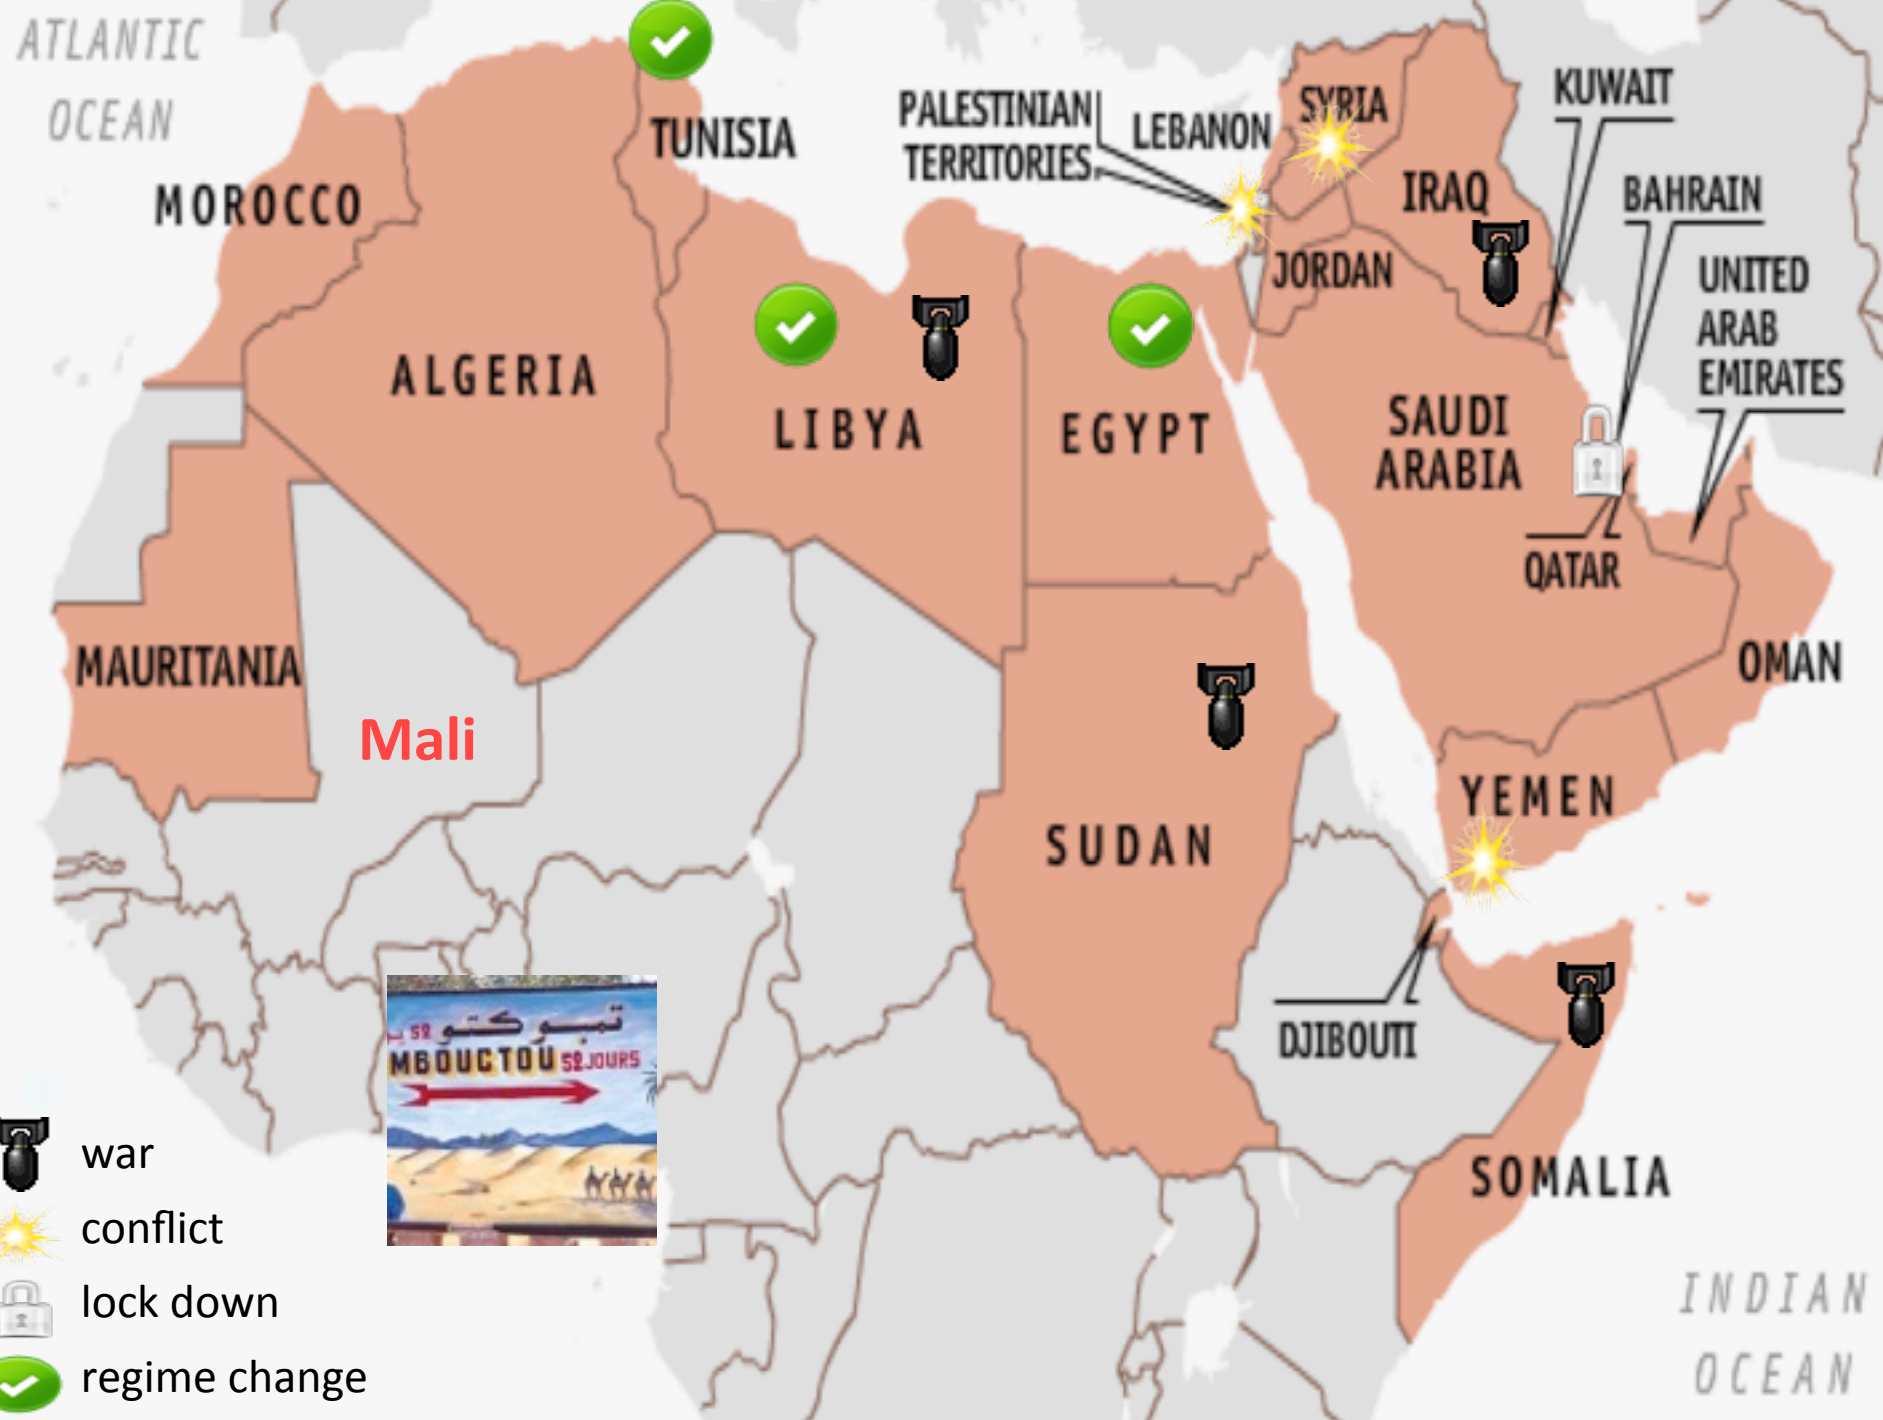 ATLANTIC
OCEAN
MOROCCO
TUNISIA
ALGERIA
LIBYA
EGYPT
PALESTINIAN
TERRITORIES
LEBANON
SYRIA
IRAQ
JORDAN
KUWAIT
BAHRAIN
UNITED
ARAB
EMIRATES
SAUDI
ARABIA
QATAR
OMAN
YEMEN
MAURITANIA
Mali
SUDAN
DJIBOUTI
SOMALIA
INDIAN
OCEAN
تمبوكتو 52
MBOUCTOU 52 JOURS
war
conflict
lock down
regime change